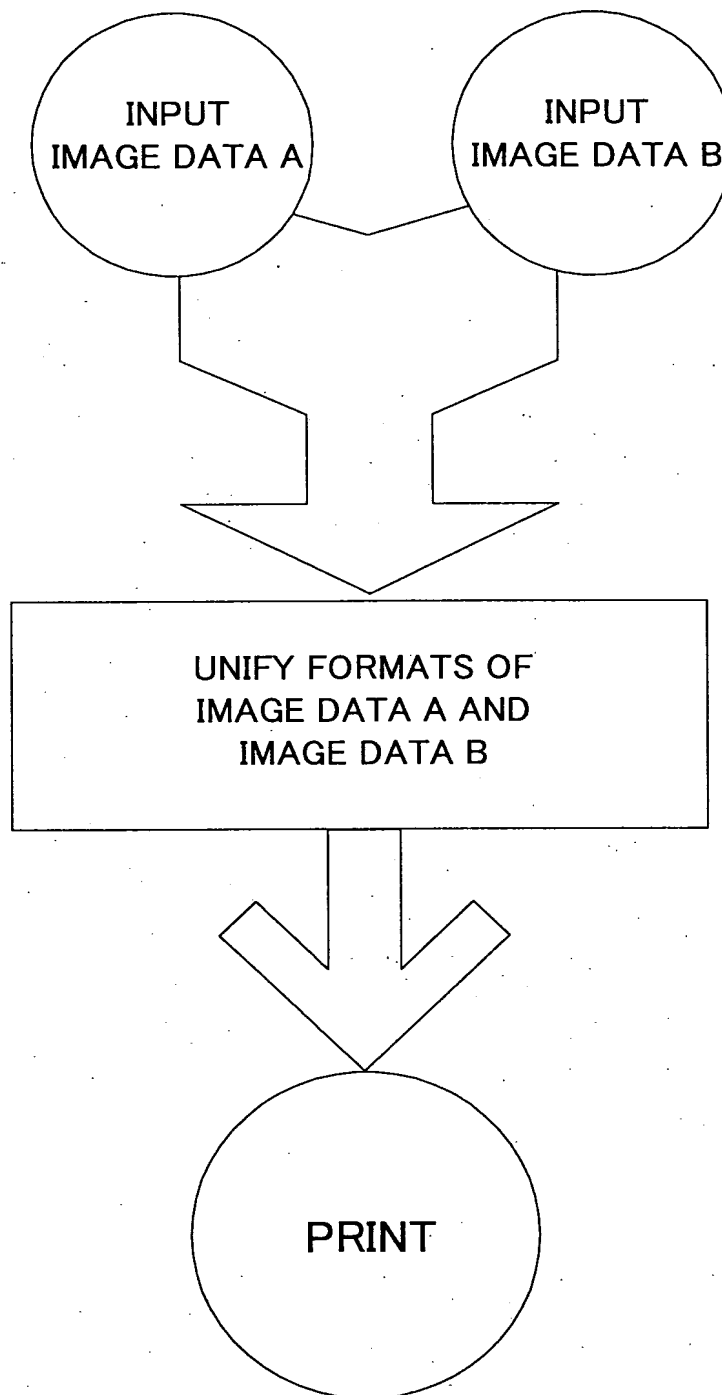 INPUT
IMAGE DATA A
INPUT
IMAGE DATA B
UNIFY FORMATS OF
IMAGE DATA A AND
IMAGE DATA B
PRINT